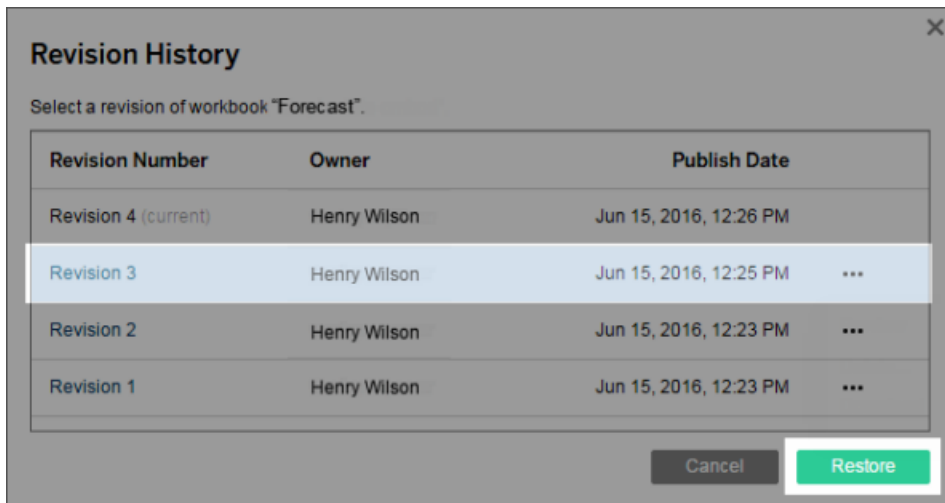 Revision History
Select a revision of workbook "Forecast".
Revision Number Owner Publish Date
Revision 4 (current) Henry Wilson Jun 15, 2016, 12:26 PM
Revision 3 Henry Wilson Jun 15, 2016, 12:25 PM •••
Revision 2 Henry Wilson Jun 15, 2016, 12:23 PM •••
Revision 1 Henry Wilson Jun 15, 2016, 12:23 PM •••
Cancel Restore